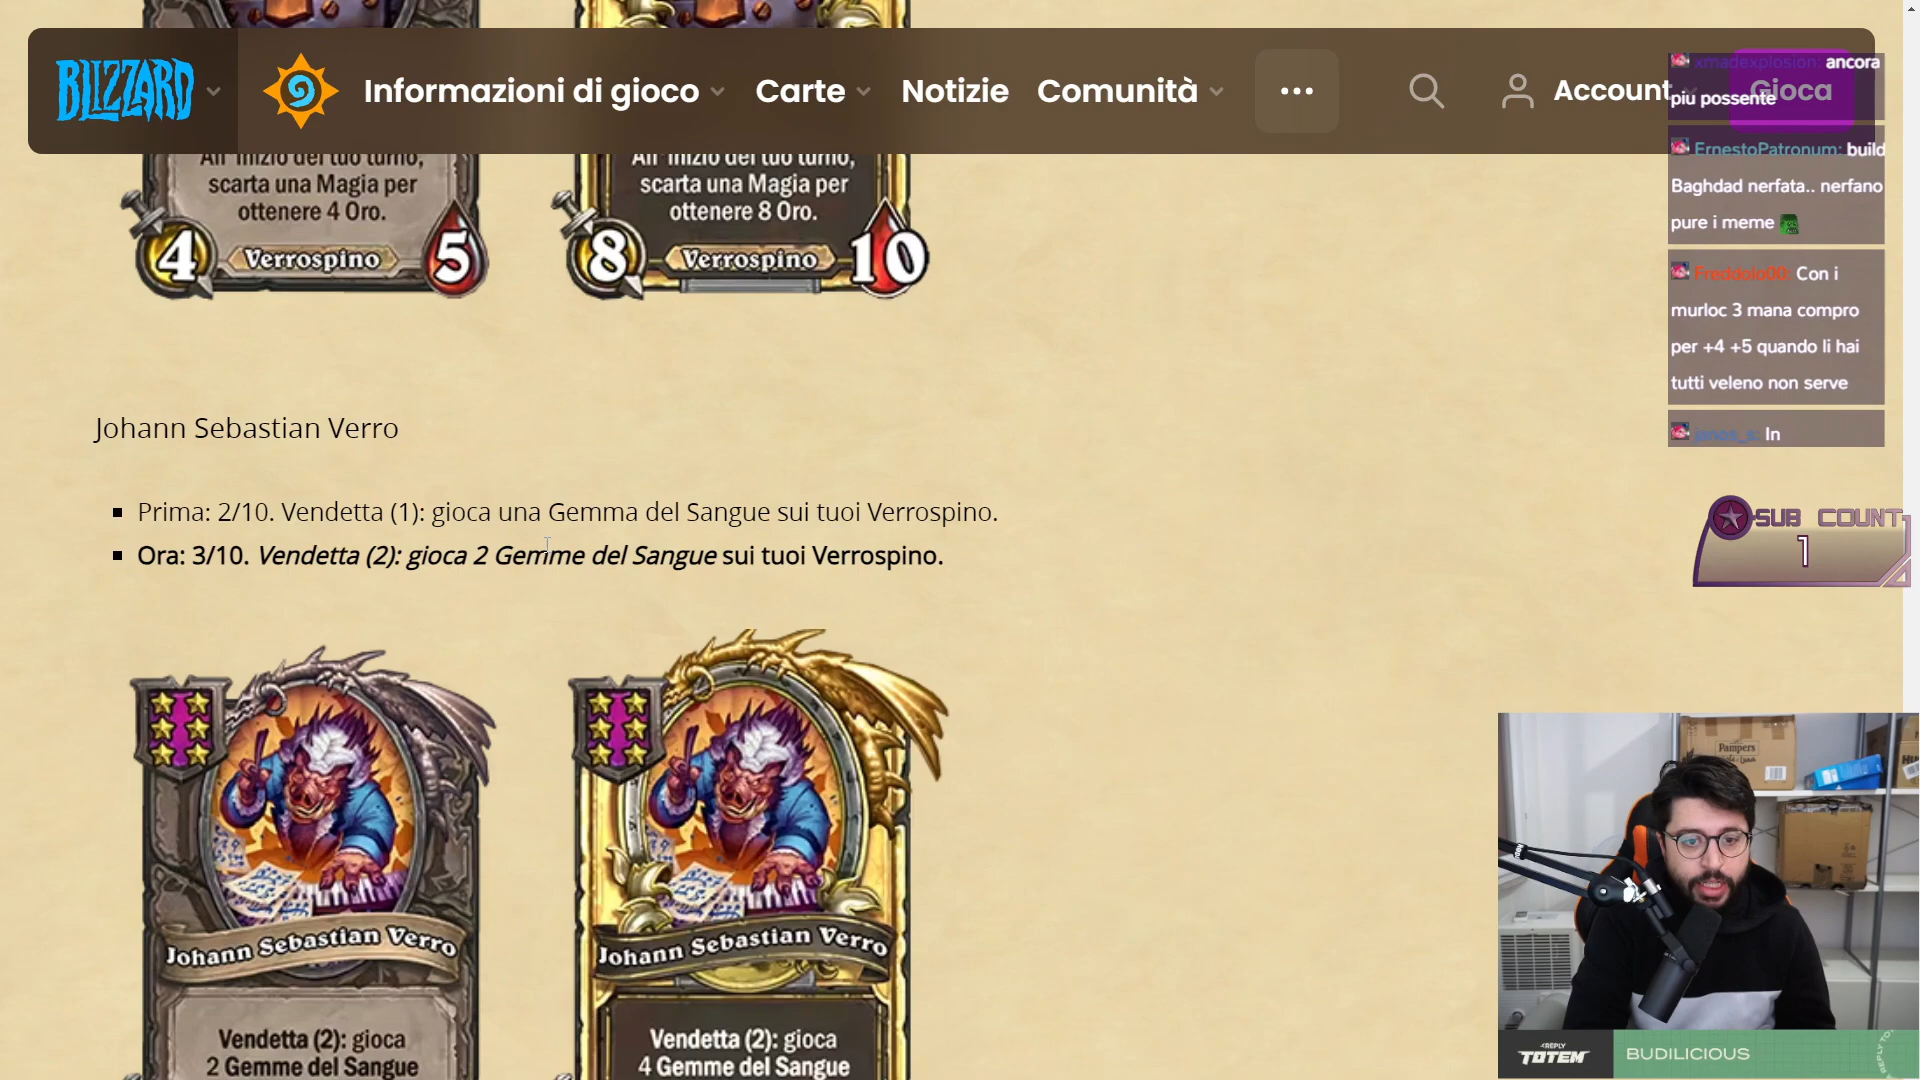 BLIZZARD
Informazioni di gioco
Carte
Notizie
Comunità
Account
Gioca
All'inizio del tuo turno,
scarta una Magia per
ottenere 4 Oro.
4
Verrospino
5
All'inizio del tuo turno,
scarta una Magia per
ottenere 8 Oro.
8
Verrospino
10
Johann Sebastian Verro
Prima: 2/10. Vendetta (1): gioca una Gemma del Sangue sui tuoi Verrospino.
Ora: 3/10. Vendetta (2): gioca 2 Gemme del Sangue sui tuoi Verrospino.
Johann Sebastian Verro
Vendetta (2): gioca
2 Gemme del Sangue
Johann Sebastian Verro
Vendetta (2): gioca
4 Gemme del Sangue
xmadexplosion: ancora
piu possente
ErnestoPatronum: build
Baghdad nerfata.. nerfano
pure i meme
Freddolo00: Con i
murloc 3 mana compro
per +4 +5 quando li hai
tutti veleno non serve
In
SUB COUNT
1
Pampers
REPLY
TOTEM
BUDILICIOUS